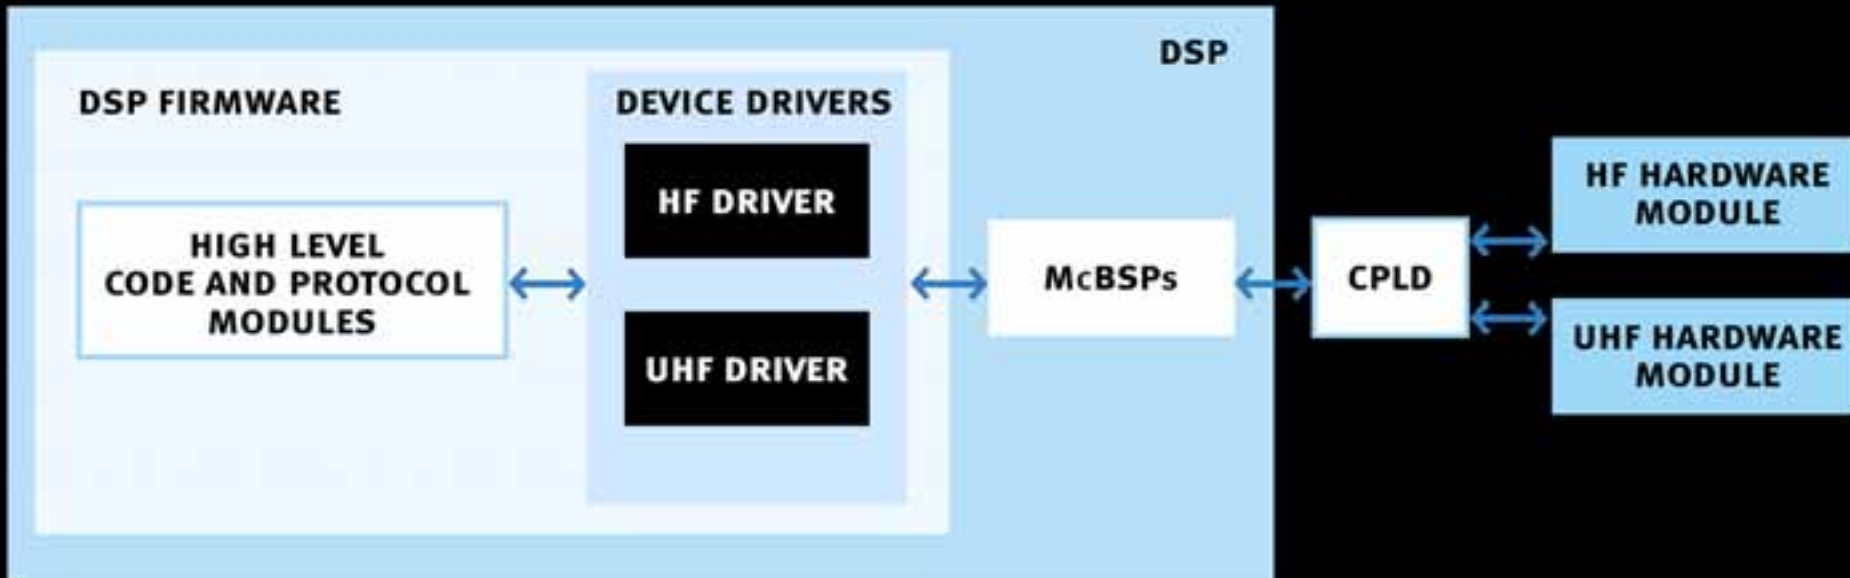 DSP
DSP FIRMWARE
DEVICE DRIVERS
HIGH LEVEL
CODE AND PROTOCOL
MODULES
HF DRIVER
UHF DRIVER
McBSPs
CPLD
HF HARDWARE
MODULE
UHF HARDWARE
MODULE